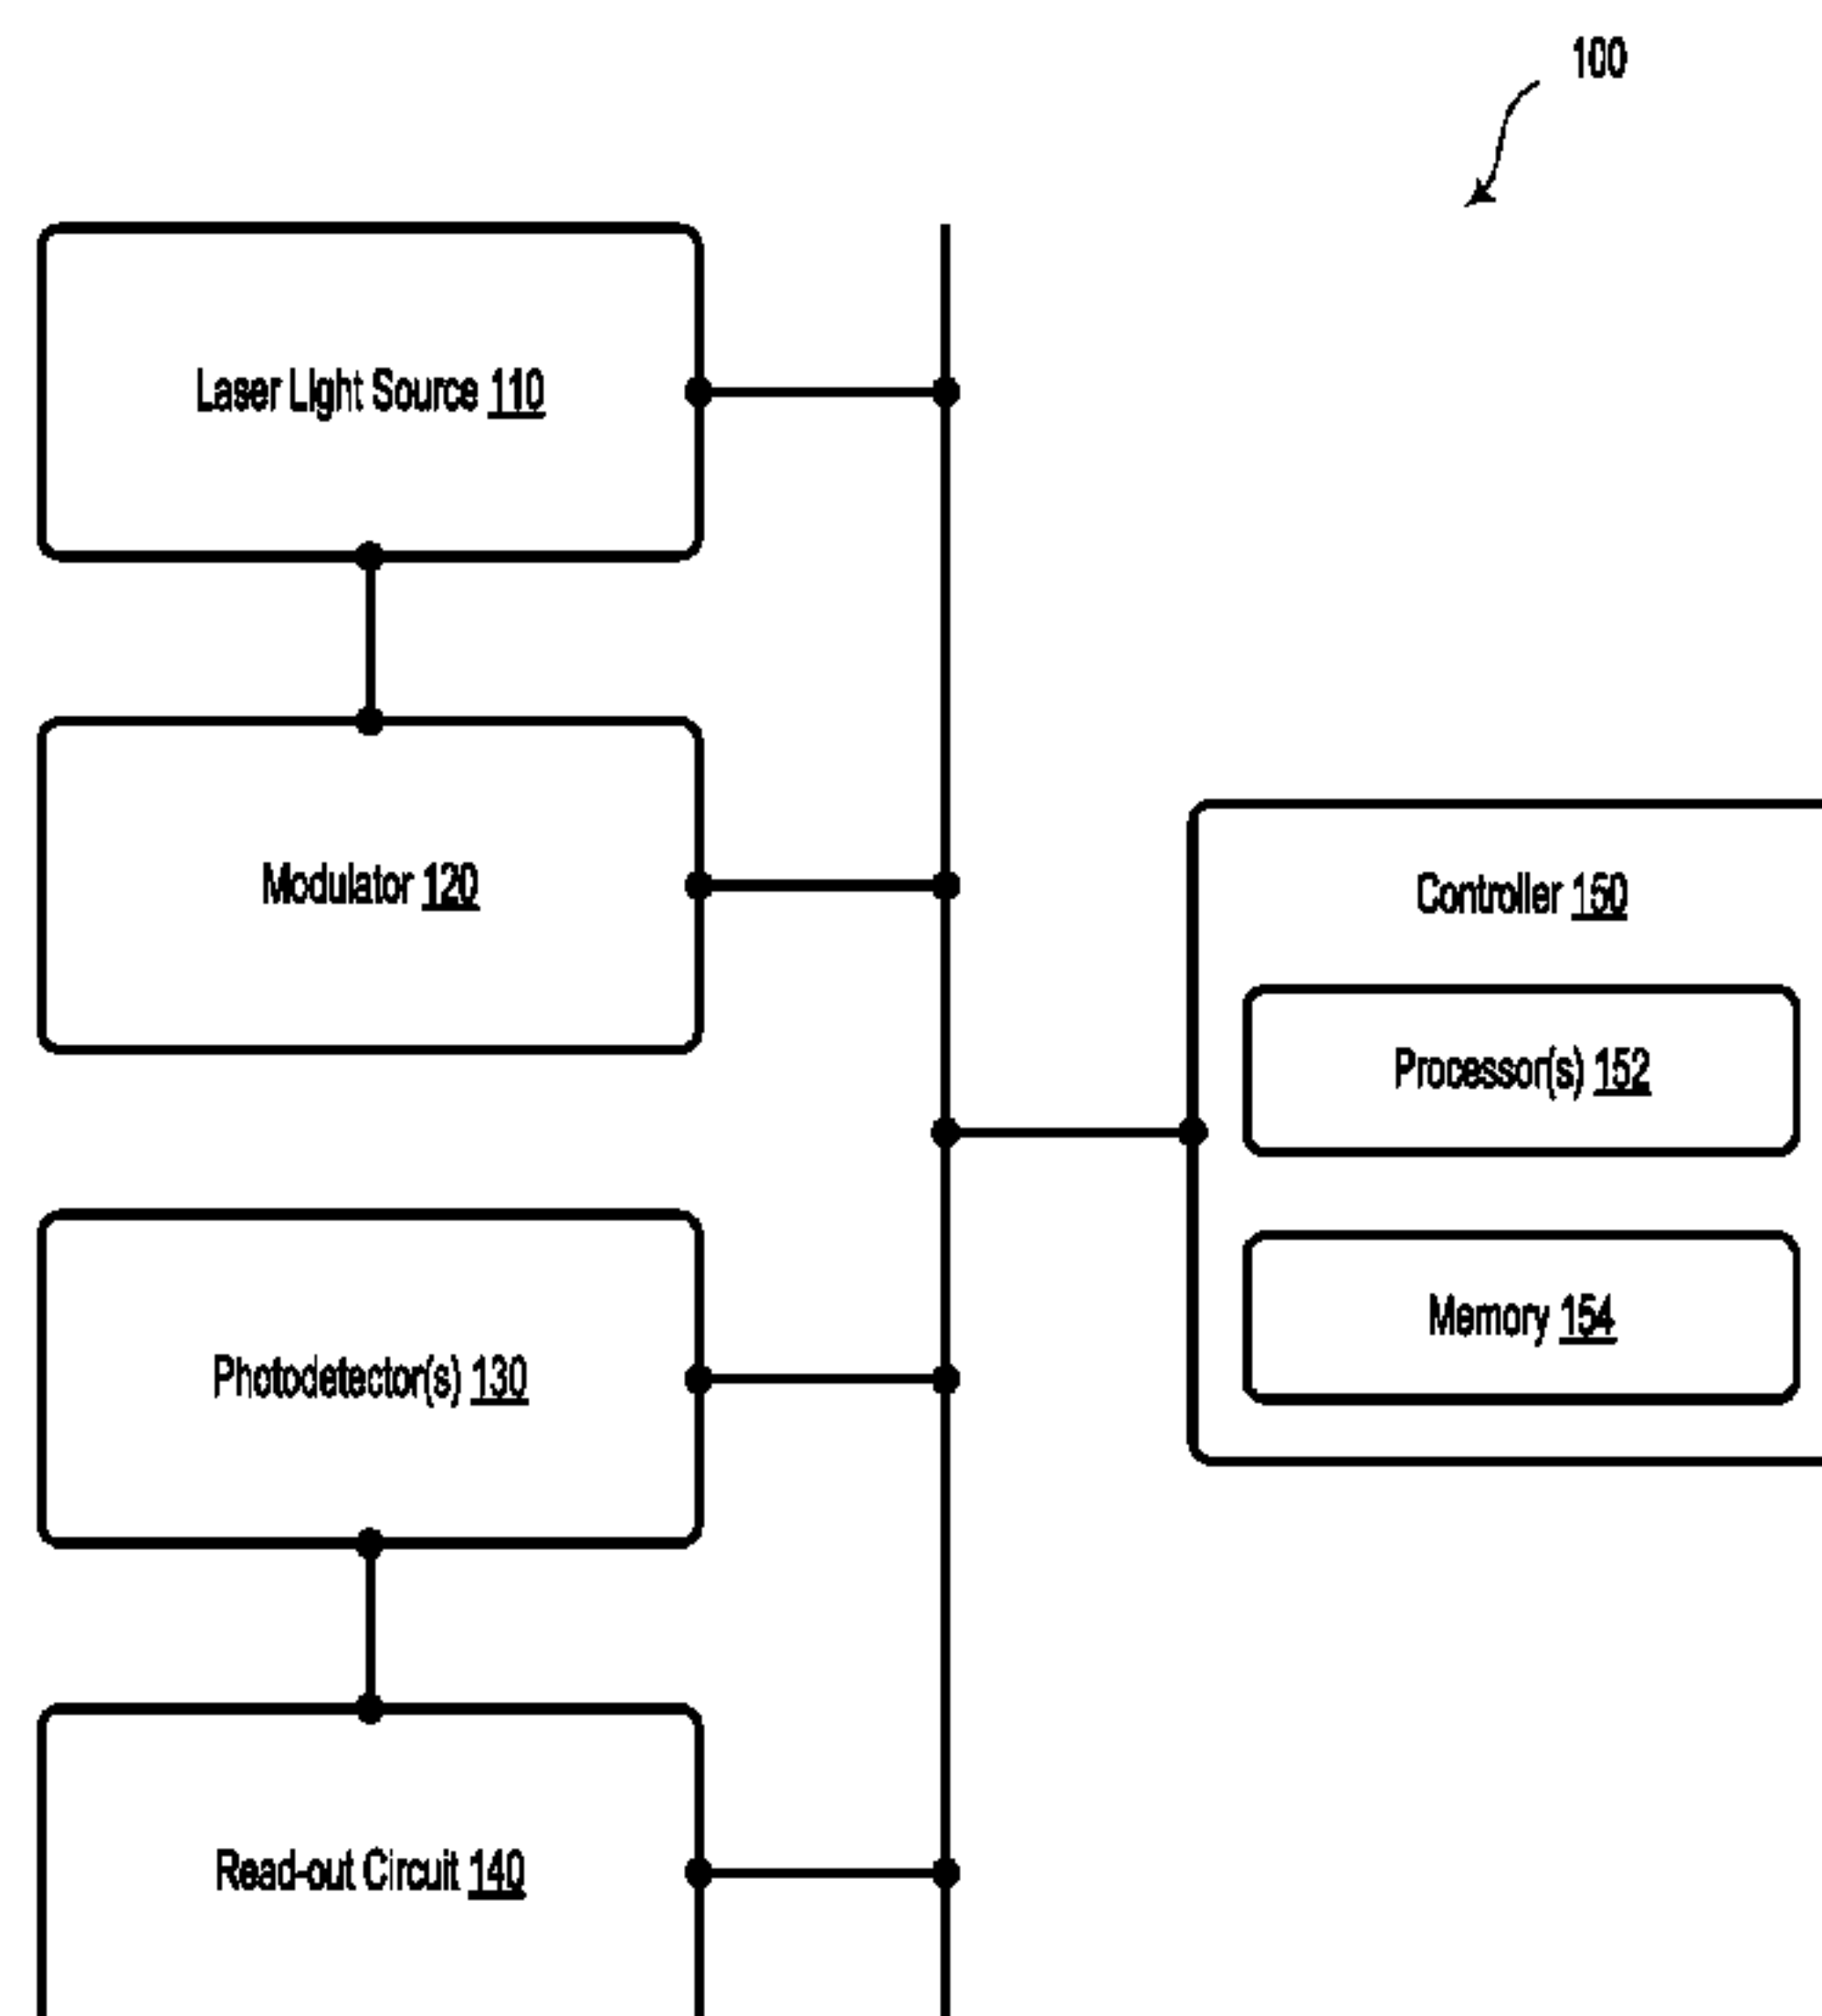 100
Laser Light Source 110
Modulator 120
Controller 150
Processor(s) 152
Memory 154
Photodetector(s) 130
Read-out Circuit 140